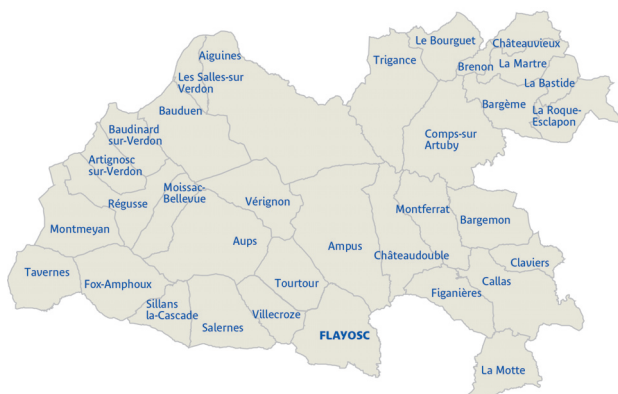 Le Bourguet
Châteauvieux
Aiguines
Trigance
Brenon
La Martre
Les Salles-sur
Verdon
La Bastide
Bauduen
Bargème
La Roque-
Esclapon
Baudinard
sur-Verdon
Comps-sur
Artuby
Artignosc
sur-Verdon
Moissac-
Bellevue
Régusse
Vérignon
Montferrat
Bargemon
Montmeyan
Aups
Ampus
Châteaudouble
Claviers
Tavernes
Fox-Amphoux
Tourtour
Callas
Figanières
Sillans
la-Cascade
Villecroze
Salernes
FLAYOSC
La Motte